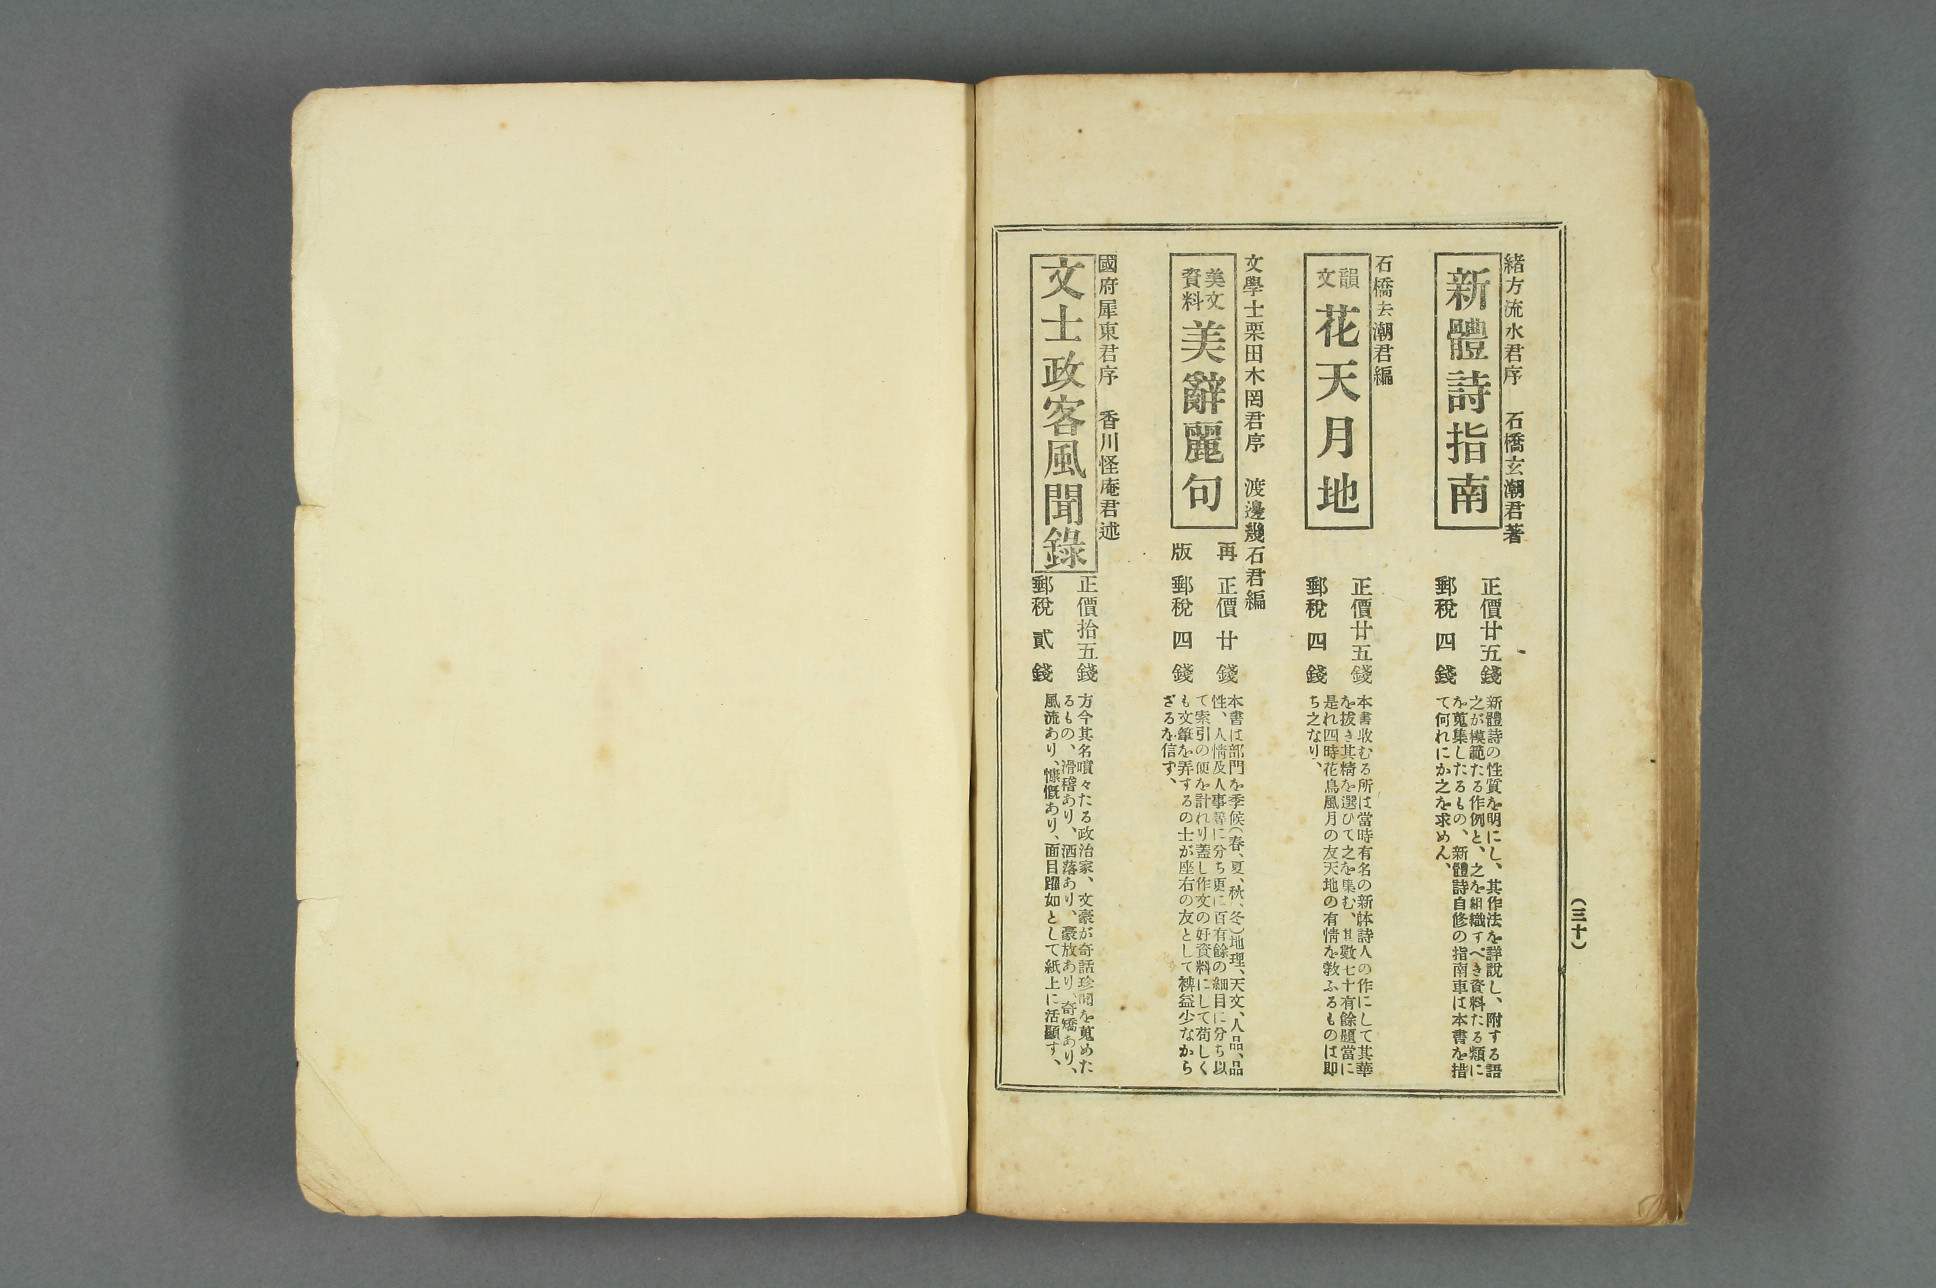 緒方流水君序　石橋玄潮君著
新體詩指南
正價廿五錢
郵稅四錢
新體詩の性質を明にし、其作法を詳說し、附する語
之が模範たる作例と、之を組織すべき資料たる類に
を蒐集したるもの、新體詩自修の指南車は本書を措
て何れにか之を求めん、
石橋去潮君編
韻文
花天月地
正價廿五錢
郵稅四錢
本書收むる所は當時有名の新体詩人の作にして其華
を拔き其精を選びて之を集む、其數七十有餘題當に
是れ四時花鳥風月の友天地の有情を敎ふるものは即
ち之なり、
文學士栗田木罔君序　渡邊幾石君編
美文資料
美辭麗句
再版
正價廿錢
郵稅四錢
本書は部門を季候(春、夏、秋、冬)地理、天文、人品、品
性、人情及人事等に分ち更に百有餘の細目に分ち以
て索引の便を計れり蓋し作文の好資料にして苟しく
も文筆を弄するの士が座右の友として裨益少なから
ざるを信ず、
國府犀東君序　香川怪庵君述
文士政客風聞錄
正價拾五錢
郵稅貳錢
方今其名嘖々たる政治家、文豪が奇話珍聞を蒐めた
るもの、滑稽あり、洒落あり、豪放あり、奇矯あり、
風流あり、慷慨あり、面目躍如として紙上に活顯す、
(三十)